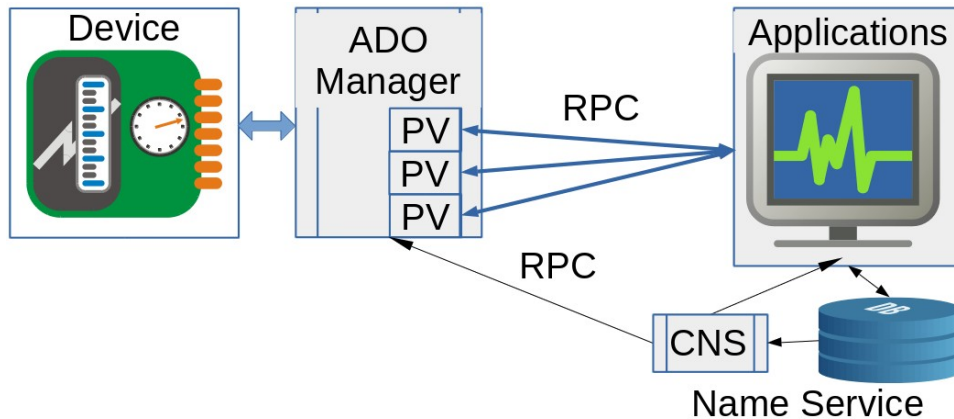 Device
ADO
Manager
PV
PV
PV
RPC
Applications
RPC
CNS
DB
Name Service